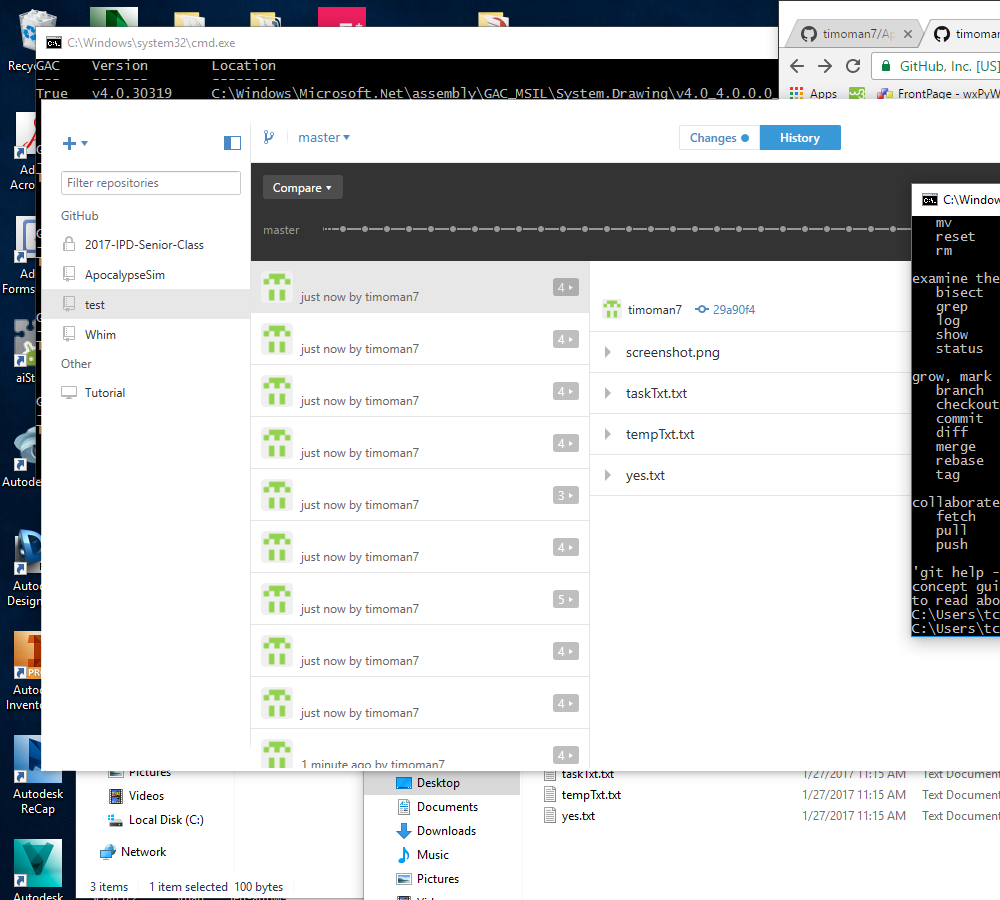 C:\Windows\system32\cmd.exe
GAC Version Location
--- ------- --------
True v4.0.30319 C:\Windows\Microsoft.Net\assembly\GAC_MSIL\System.Drawing\v4.0_4.0.0.0
timoman7/Ap
timoman
GitHub, Inc. [US]
Apps
FrontPage - wxPyW
master
Changes
History
Filter repositories
GitHub
2017-IPD-Senior-Class
ApocalypseSim
test
Whim
Other
Tutorial
Compare
master
just now by timoman7
4
just now by timoman7
4
just now by timoman7
4
just now by timoman7
4
just now by timoman7
3
just now by timoman7
4
just now by timoman7
5
just now by timoman7
4
just now by timoman7
4
1 minute ago by timoman7
4
timoman7 29a90f4
screenshot.png
taskTxt.txt
tempTxt.txt
yes.txt
C:\Window
mv
reset
rm
examine the
bisect
grep
log
show
status
grow, mark
branch
checkout
commit
diff
merge
rebase
tag
collaborate
fetch
pull
push
'git help -
concept gui
to read abo
C:\Users\tc
C:\Users\tc
Recyc
Ad
Acro
Ad
Forms
aiSt
Autode
Auto
Design
Auto
Invento
Autodesk
ReCap
Autodesk
Pictures
Videos
Local Disk (C:)
Network
3 items 1 item selected 100 bytes
Desktop
Documents
Downloads
Music
Pictures
taskTxt.txt 1/27/2017 11:15 AM Text Document
tempTxt.txt 1/27/2017 11:15 AM Text Document
yes.txt 1/27/2017 11:15 AM Text Document